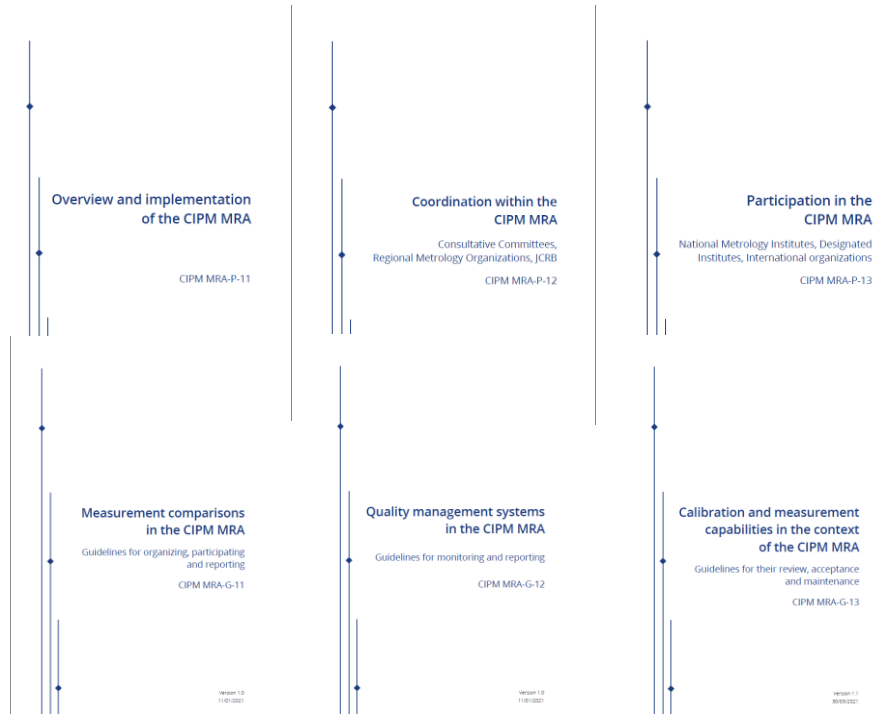 Overview and implementation
of the CIPM MRA
CIPM MRA-P-11
Coordination within the
CIPM MRA
Consultative Committees,
Regional Metrology Organizations, JCRB
CIPM MRA-P-12
Participation in the
CIPM MRA
National Metrology Institutes, Designated
Institutes, International organizations
CIPM MRA-P-13
Measurement comparisons
in the CIPM MRA
Guidelines for organizing, participating
and reporting
CIPM MRA-G-11
Version 1.0
11/01/2021
Quality management systems
in the CIPM MRA
Guidelines for monitoring and reporting
CIPM MRA-G-12
Version 1.0
11/01/2021
Calibration and measurement
capabilities in the context
of the CIPM MRA
Guidelines for their review, acceptance
and maintenance
CIPM MRA-G-13
Version 1.1